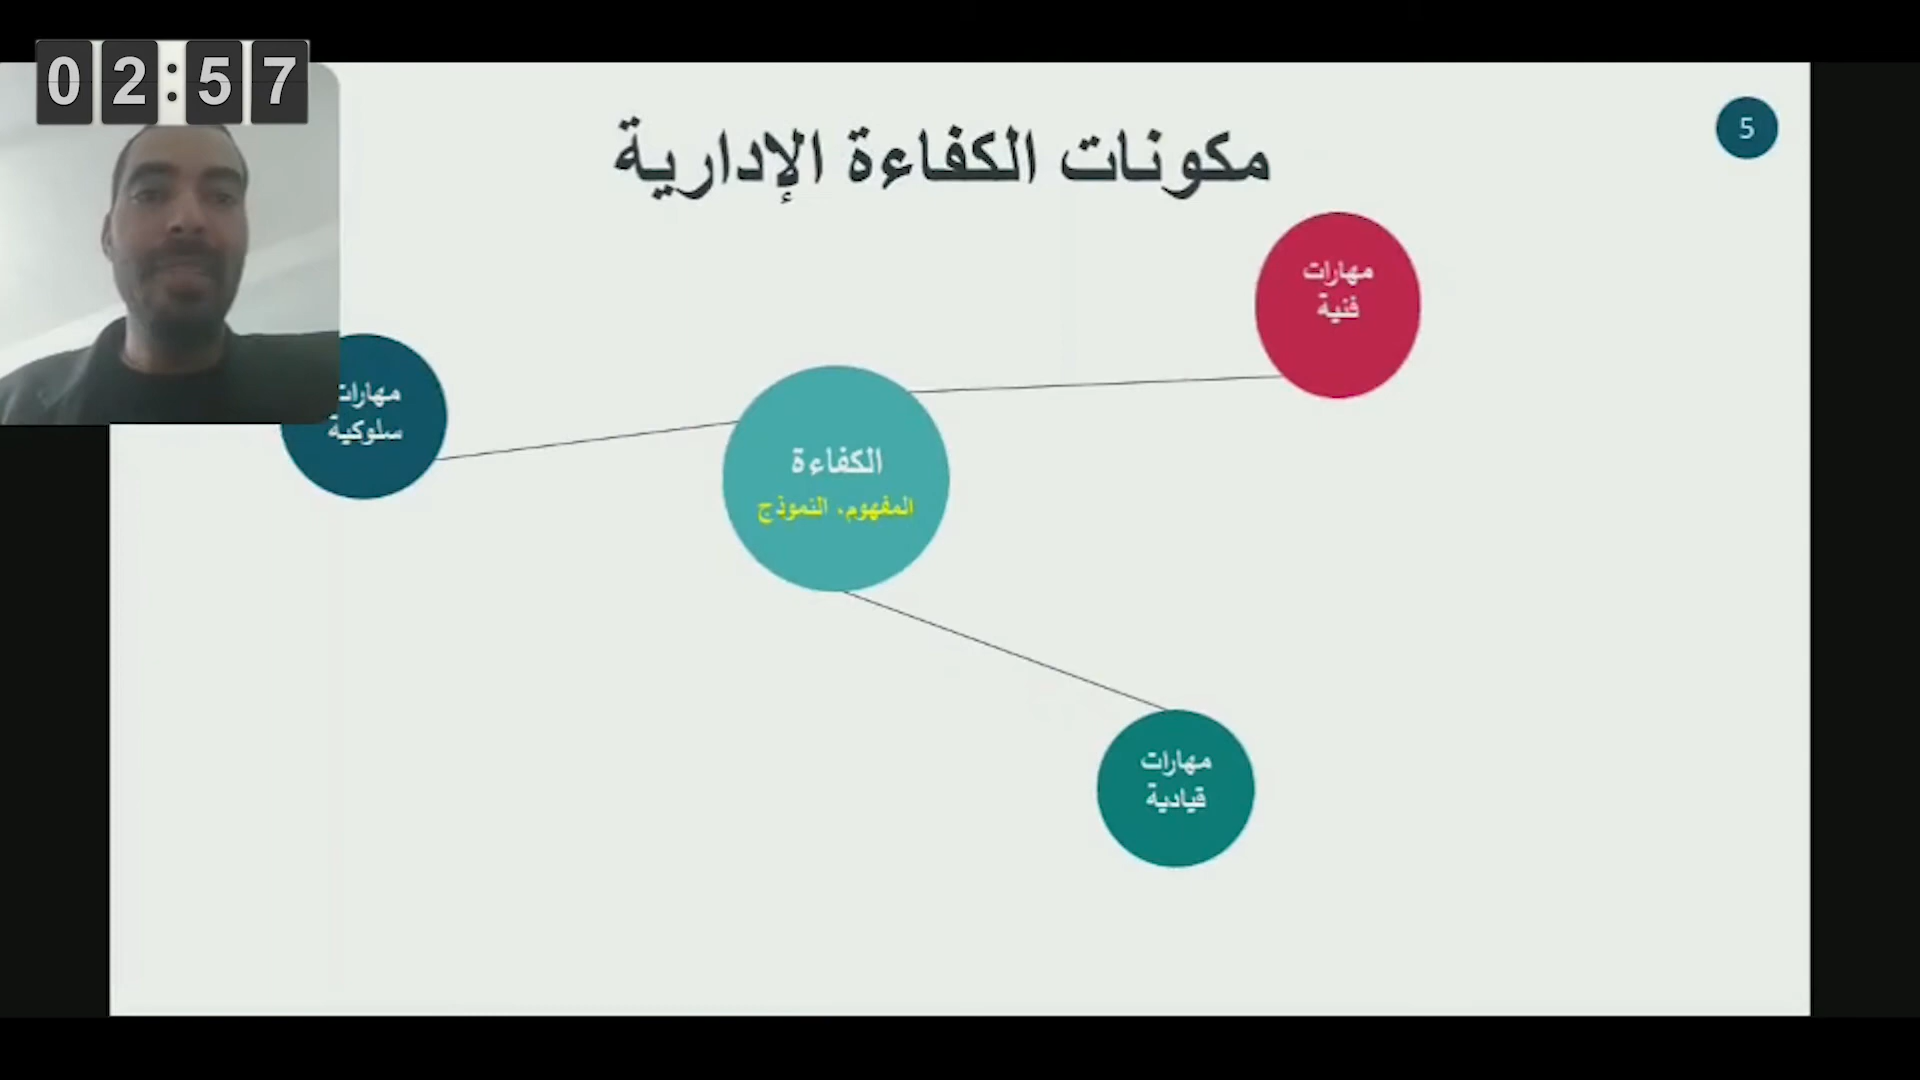 02:57
5
مكونات الكفاءة الإدارية
مهارات
فنية
مهارات
سلوكية
الكفاءة
المفهوم، النموذج
مهارات
قيادية